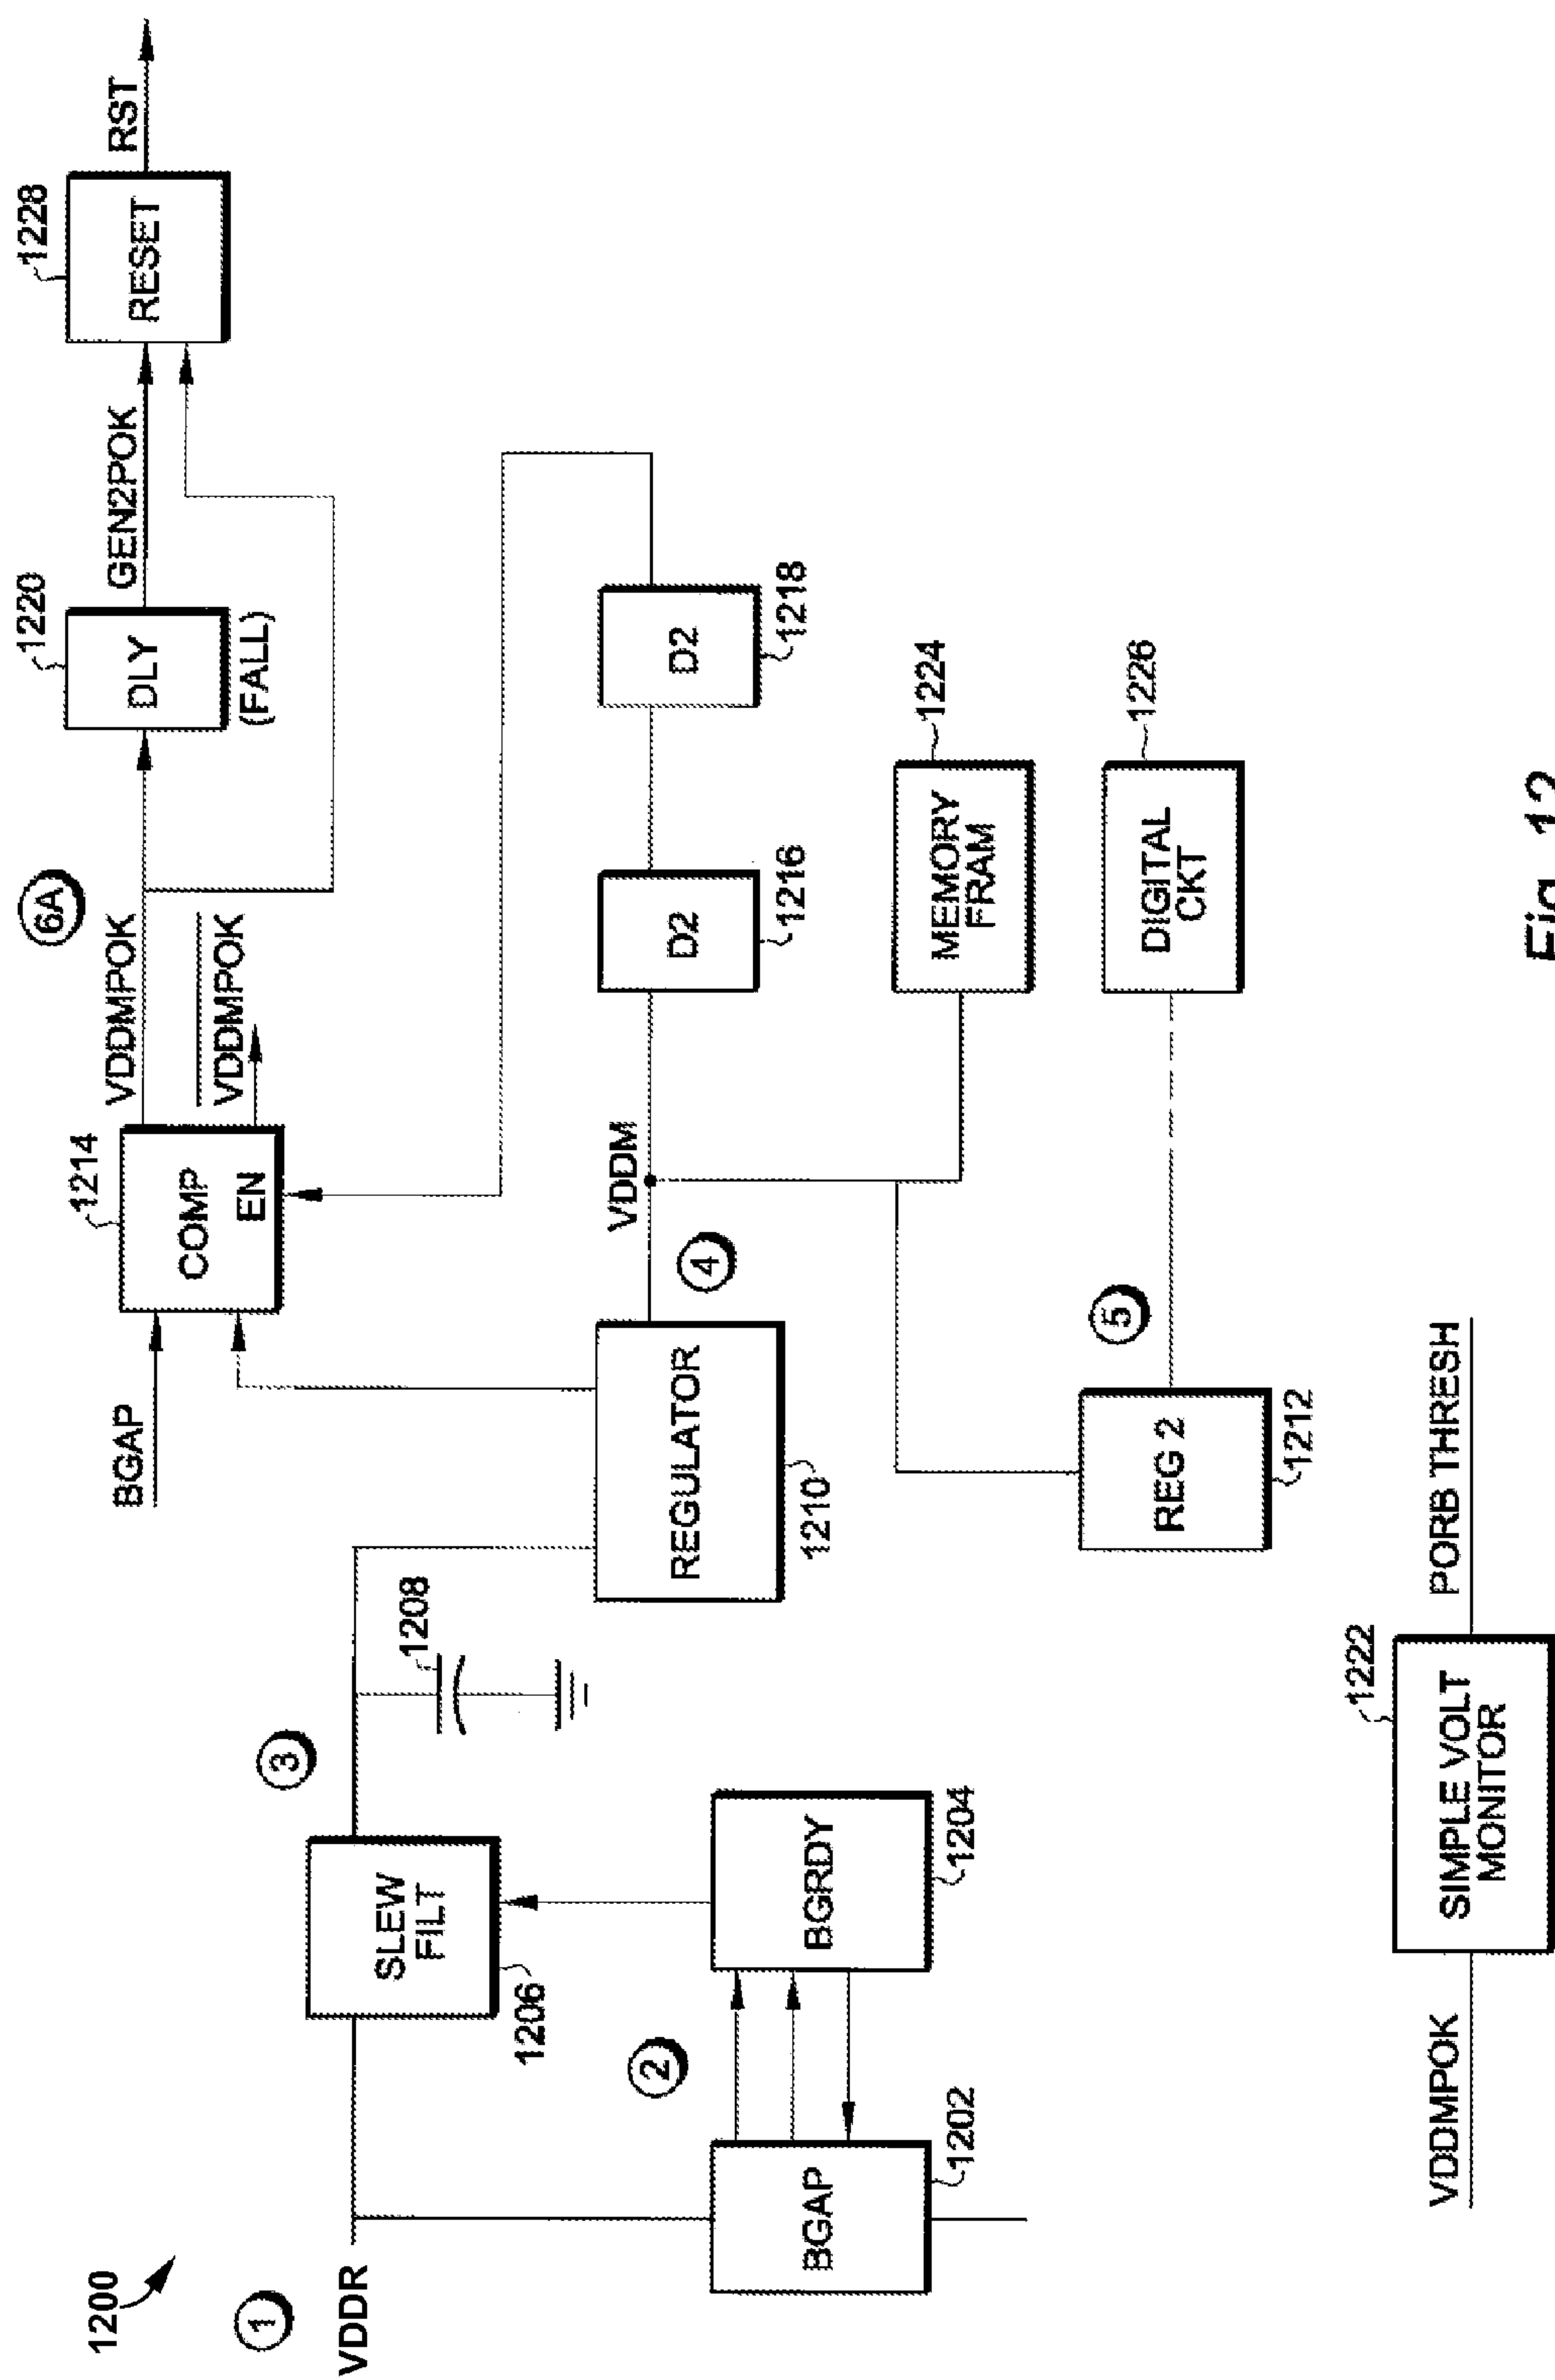 1200
1
VDDR
1202
BGAP
2
BGRDY
1204
SLEW
FILT
1206
3
1208
REGULATOR
1210
4
VDDM
BGAP
1214
COMP
EN
VDDMPOK
VDDMPOK
6A
1220
DLY
(FALL)
GEN2POK
1228
RESET
RST
D2
1216
D2
1218
MEMORY
FRAM
1224
DIGITAL
CKT
1226
5
REG 2
1212
VDDMPOK
1222
SIMPLE VOLT
MONITOR
PORB THRESH
Fig. 12